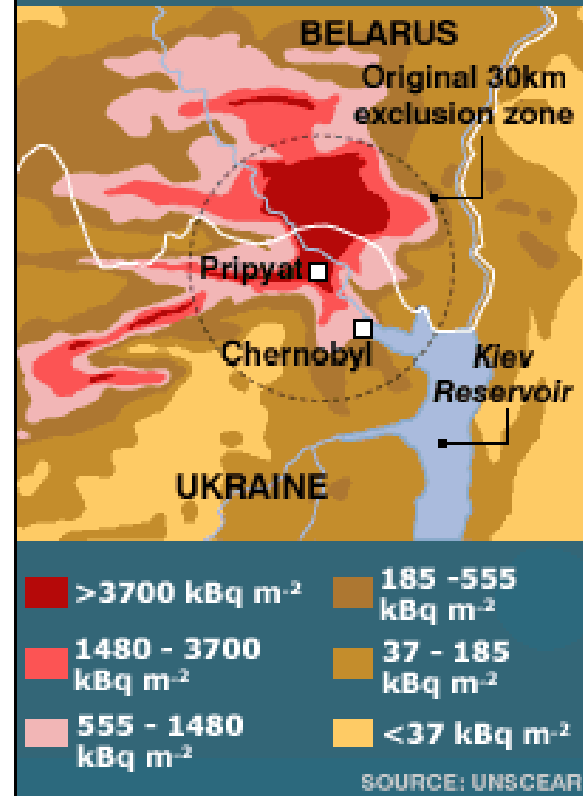 BELARUS
Original 30km
exclusion zone
Pripyat
Chernobyl
Kiev
Reservoir
UKRAINE
>3700 kBq m-2
1480 - 3700
kBq m-2
555 - 1480
kBq m-2
185 -555
kBq m-2
37 - 185
kBq m-2
<37 kBq m-2
SOURCE: UNSCEAR